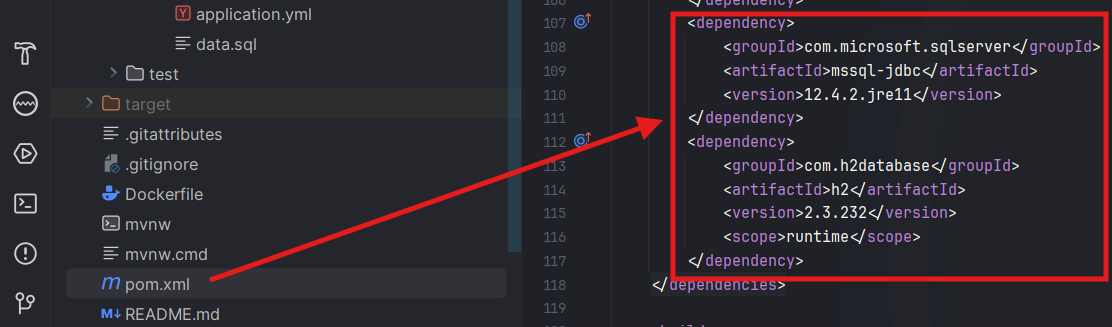 application.yml
data.sql
test
target
.gitattributes
.gitignore
Dockerfile
mvnw
mvnw.cmd
pom.xml
M↓ README.md
107 <dependency>
108 <groupId>com.microsoft.sqlserver</groupId>
109 <artifactId>mssql-jdbc</artifactId>
110 <version>12.4.2.jre11</version>
111 </dependency>
112 <dependency>
113 <groupId>com.h2database</groupId>
114 <artifactId>h2</artifactId>
115 <version>2.3.232</version>
116 <scope>runtime</scope>
117 </dependency>
118 </dependencies>
119